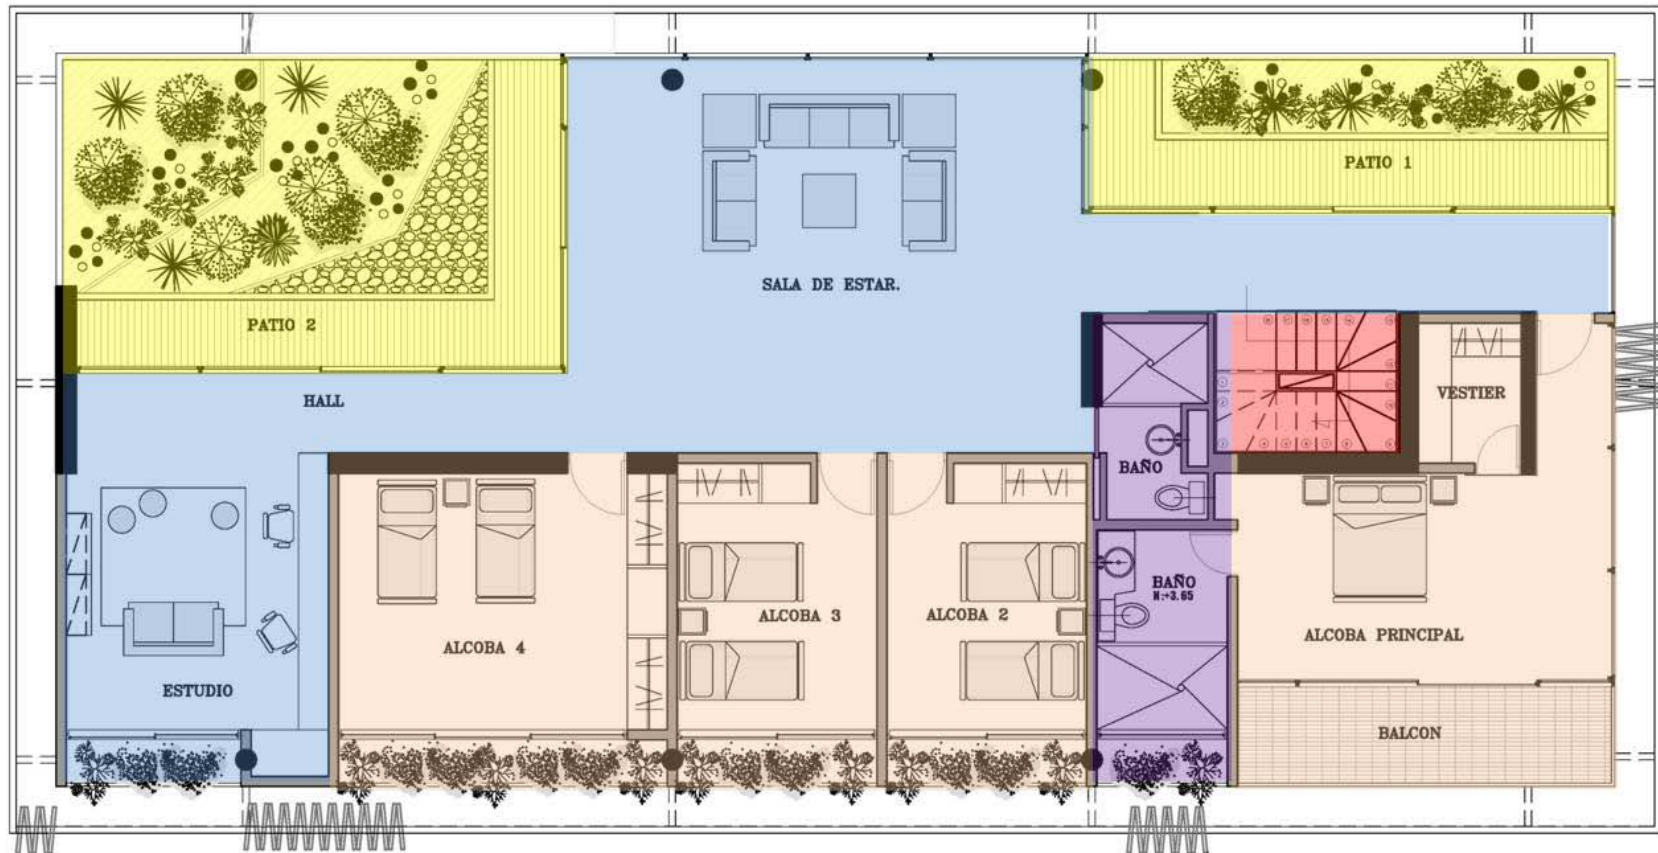 PATIO 1
SALA DE ESTAR.
PATIO 2
HALL
VESTIER
BAÑO
BAÑO
N:+3.65
ALCOBA 3
ALCOBA 2
ALCOBA PRINCIPAL
ALCOBA 4
ESTUDIO
BALCON